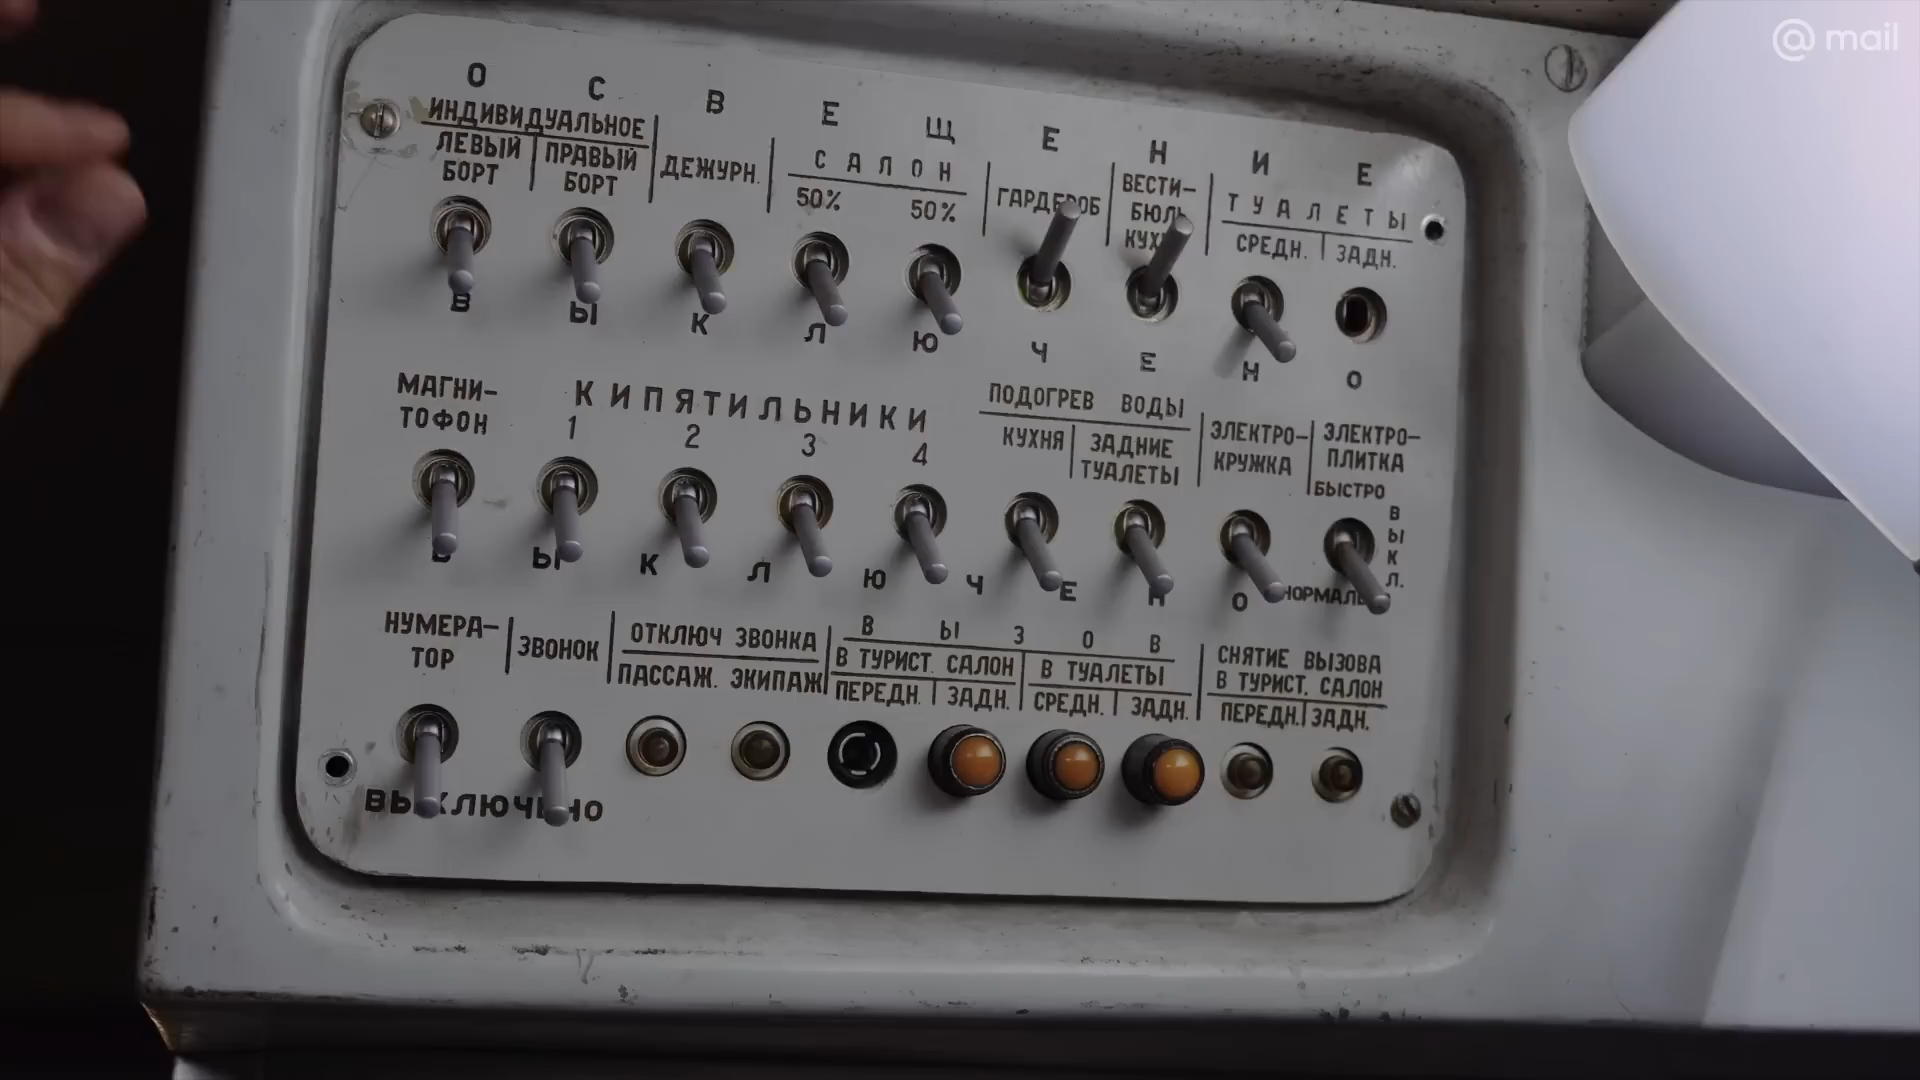 @ mail
О С В Е Щ Е Н И Е
ИНДИВИДУАЛЬНОЕ
ЛЕВЫЙ БОРТ
ПРАВЫЙ БОРТ
ДЕЖУРН.
САЛОН
50% 50%
ГАРДЕРОБ
ВЕСТИ-
БЮЛЬ
КУХНЯ
ТУАЛЕТЫ
СРЕДН. ЗАДН.
В Ы К Л Ю Ч Е Н О
МАГНИ-
ТОФОН
КИПЯТИЛЬНИКИ
1 2 3 4
ПОДОГРЕВ ВОДЫ
КУХНЯ
ЗАДНИЕ
ТУАЛЕТЫ
ЭЛЕКТРО-
КРУЖКА
ЭЛЕКТРО-
ПЛИТКА
БЫСТРО
ВЫКЛ.
НОРМАЛЬ
В Ы К Л Ю Ч Е Н О
НУМЕРА-
ТОР
ЗВОНОК
ОТКЛЮЧ ЗВОНКА
ПАССАЖ. ЭКИПАЖ
ВЫЗОВ
В ТУРИСТ. САЛОН
ПЕРЕДН. ЗАДН.
В ТУАЛЕТЫ
СРЕДН. ЗАДН.
СНЯТИЕ ВЫЗОВА
В ТУРИСТ. САЛОН
ПЕРЕДН. ЗАДН.
ВЫКЛЮЧЕНО